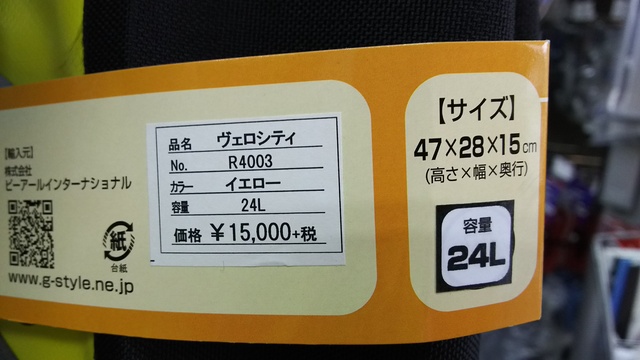 【輸入元】
株式会社
ピーアールインターナショナル
紙
台紙
www.g-style.ne.jp
品名 ヴェロシティ
No. R4003
カラー イエロー
容量 24L
価格 ¥15,000+税
【サイズ】
47×28×15cm
(高さ×幅×奥行)
容量
24L